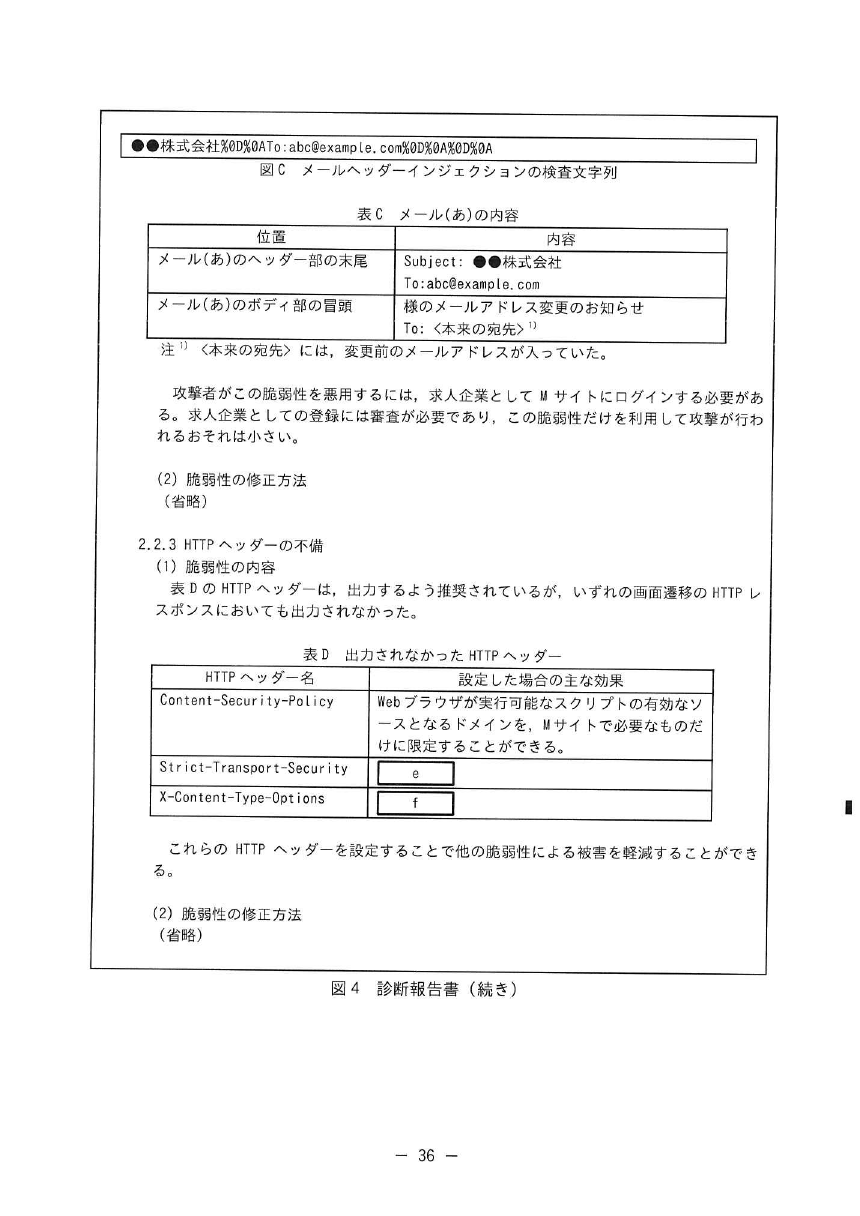 ●●株式会社%0D%0ATo:abc@example.com%0D%0A%0D%0A
図C メールヘッダーインジェクションの検査文字列
表C メール(あ)の内容
位置 内容
メール(あ)のヘッダー部の末尾 Subject: ●●株式会社
To:abc@example.com
メール(あ)のボディ部の冒頭 様のメールアドレス変更のお知らせ
To: <本来の宛先> 1)
注 1) <本来の宛先> には，変更前のメールアドレスが入っていた。
攻撃者がこの脆弱性を悪用するには，求人企業として M サイトにログインする必要があ
る。求人企業としての登録には審査が必要であり，この脆弱性だけを利用して攻撃が行わ
れるおそれは小さい。
(2) 脆弱性の修正方法
(省略)
2.2.3 HTTP ヘッダーの不備
(1) 脆弱性の内容
表 D の HTTP ヘッダーは，出力するよう推奨されているが，いずれの画面遷移の HTTP レ
スポンスにおいても出力されなかった。
表D 出力されなかった HTTP ヘッダー
HTTP ヘッダー名 設定した場合の主な効果
Content-Security-Policy Web ブラウザが実行可能なスクリプトの有効なソ
ースとなるドメインを，M サイトで必要なものだ
けに限定することができる。
Strict-Transport-Security e
X-Content-Type-Options f
これらの HTTP ヘッダーを設定することで他の脆弱性による被害を軽減することができ
る。
(2) 脆弱性の修正方法
(省略)
図4 診断報告書（続き）
－ 36 －